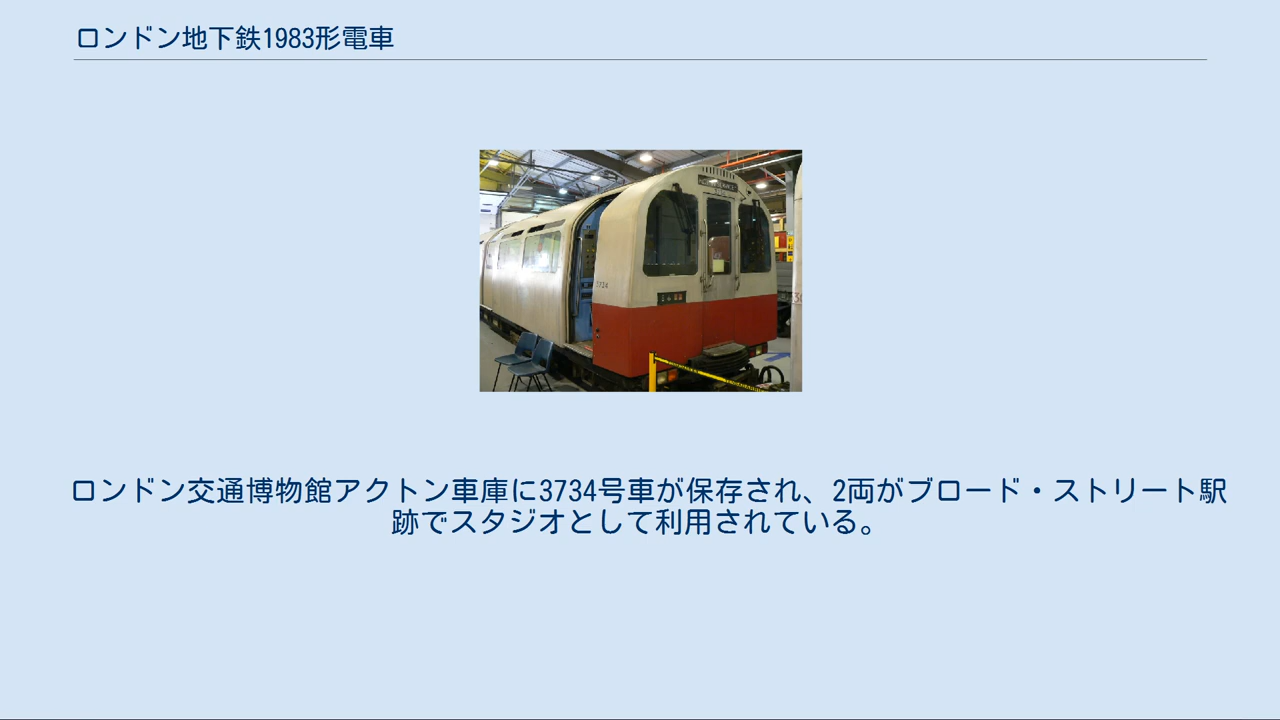 ロンドン地下鉄1983形電車
3734
ロンドン交通博物館アクトン車庫に3734号車が保存され、2両がブロード・ストリート駅
跡でスタジオとして利用されている。